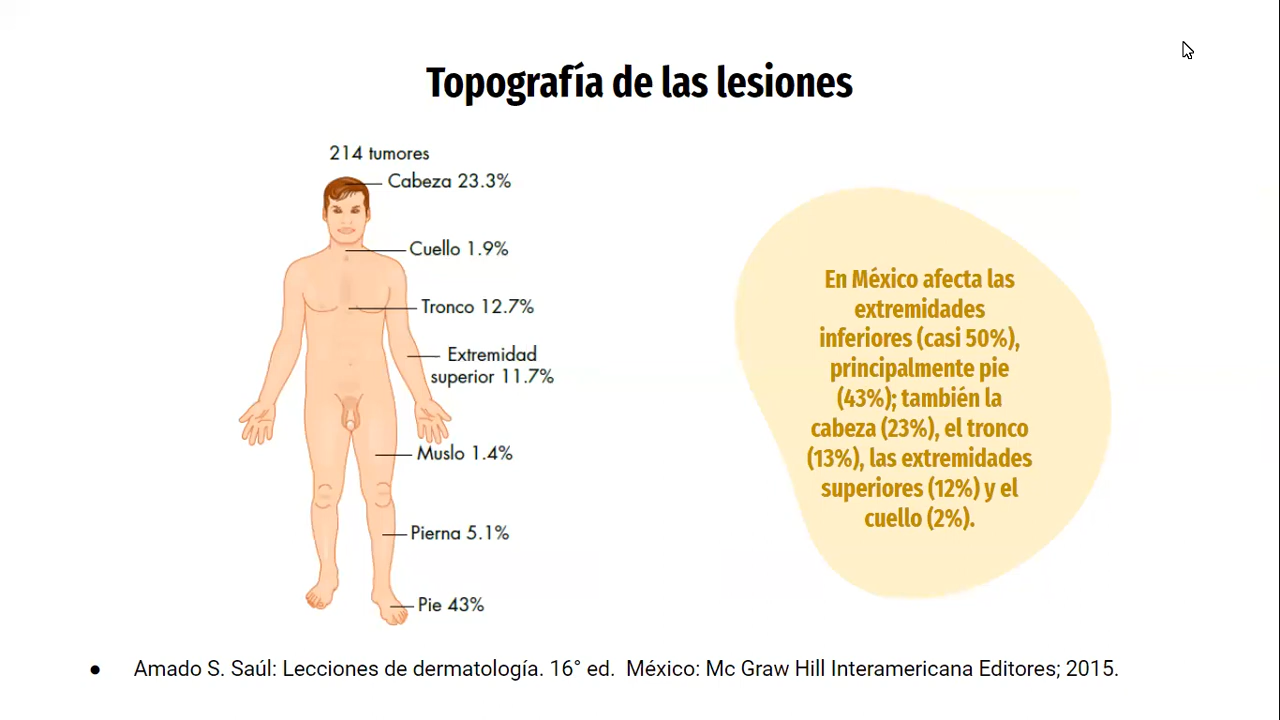 Topografía de las lesiones
214 tumores
Cabeza 23.3%
Cuello 1.9%
Tronco 12.7%
Extremidad
superior 11.7%
Muslo 1.4%
Pierna 5.1%
Pie 43%
En México afecta las
extremidades
inferiores (casi 50%),
principalmente pie
(43%); también la
cabeza (23%), el tronco
(13%), las extremidades
superiores (12%) y el
cuello (2%).
● Amado S. Saúl: Lecciones de dermatología. 16° ed. México: Mc Graw Hill Interamericana Editores; 2015.